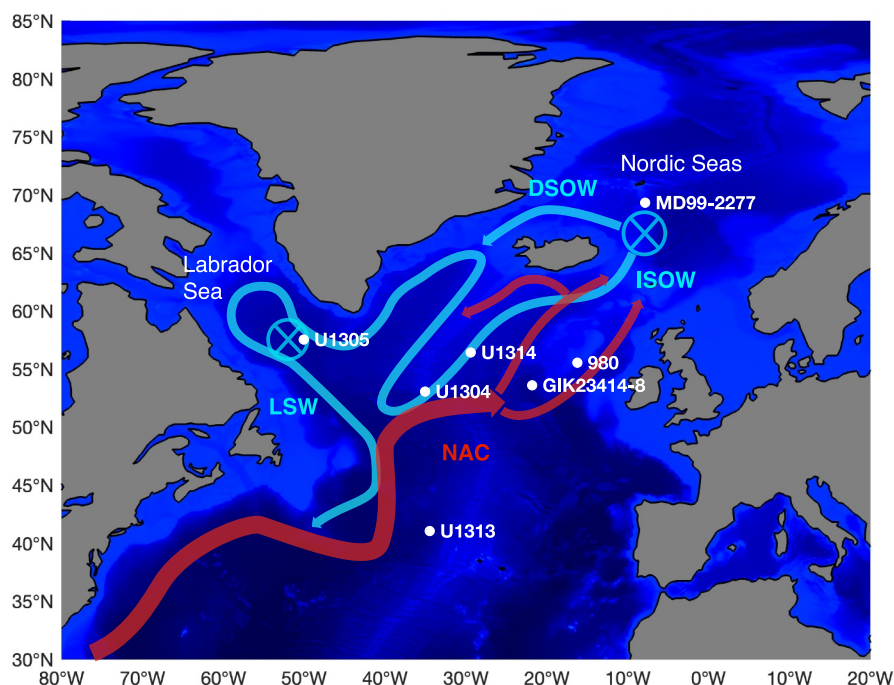 85°N
80°N
75°N
70°N
65°N
60°N
55°N
50°N
45°N
40°N
35°N
30°N
Nordic Seas
DSOW
MD99-2277
Labrador
Sea
ISOW
U1305
U1314
980
GIK23414-8
U1304
LSW
NAC
U1313
80°W
70°W
60°W
50°W
40°W
30°W
20°W
10°W
0°W
10°W
20°W